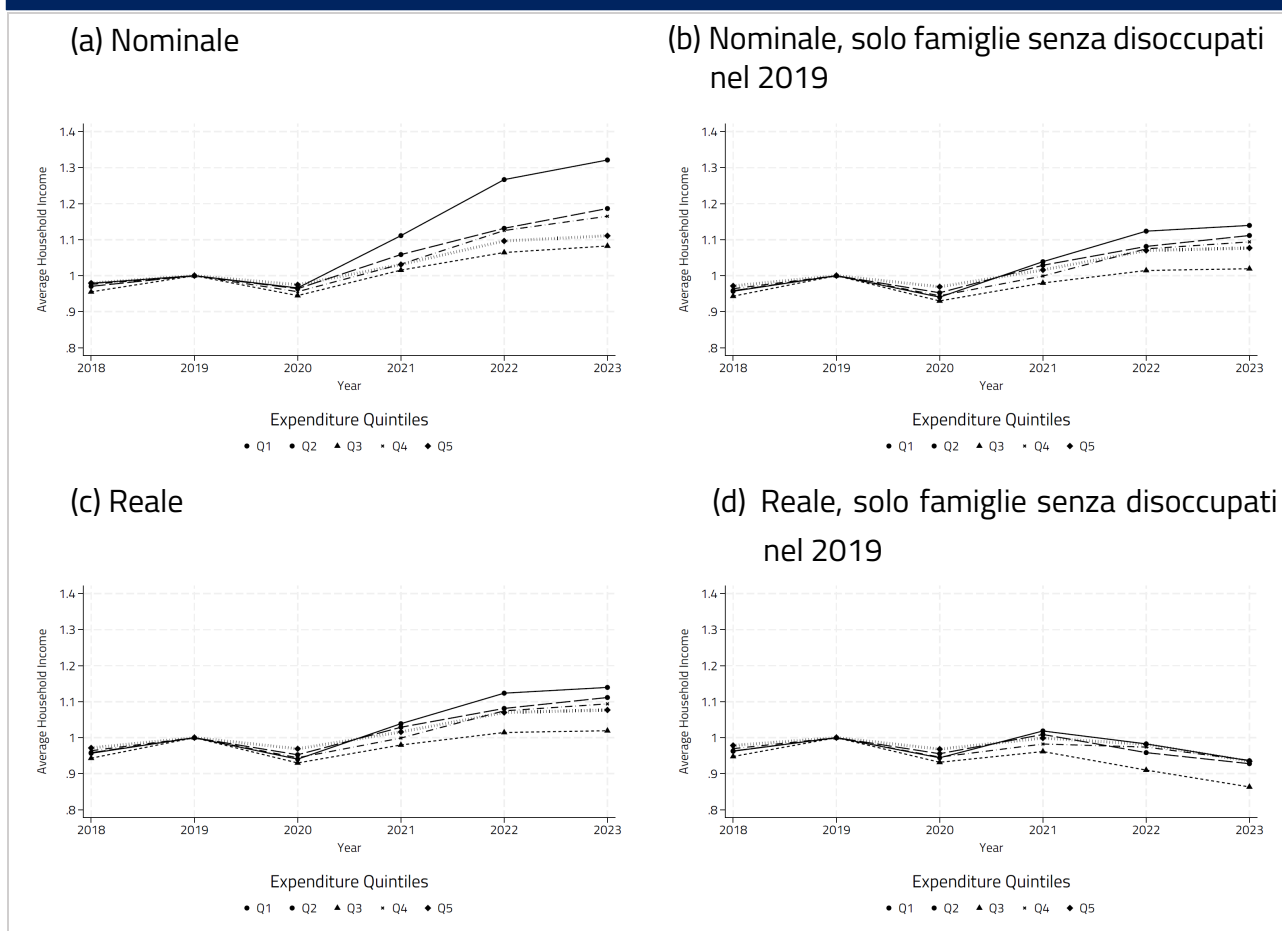 (a) Nominale
(b) Nominale, solo famiglie senza disoccupati
nel 2019
Average Household Income
1.4
1.3
1.2
1.1
1
.9
.8
2018 2019 2020 2021 2022 2023
Year
Expenditure Quintiles
Q1 Q2 Q3 Q4 Q5
Average Household Income
1.4
1.3
1.2
1.1
1
.9
.8
2018 2019 2020 2021 2022 2023
Year
Expenditure Quintiles
Q1 Q2 Q3 Q4 Q5
(c) Reale
(d) Reale, solo famiglie senza disoccupati
nel 2019
Average Household Income
1.4
1.3
1.2
1.1
1
.9
.8
2018 2019 2020 2021 2022 2023
Year
Expenditure Quintiles
Q1 Q2 Q3 Q4 Q5
Average Household Income
1.4
1.3
1.2
1.1
1
.9
.8
2018 2019 2020 2021 2022 2023
Year
Expenditure Quintiles
Q1 Q2 Q3 Q4 Q5